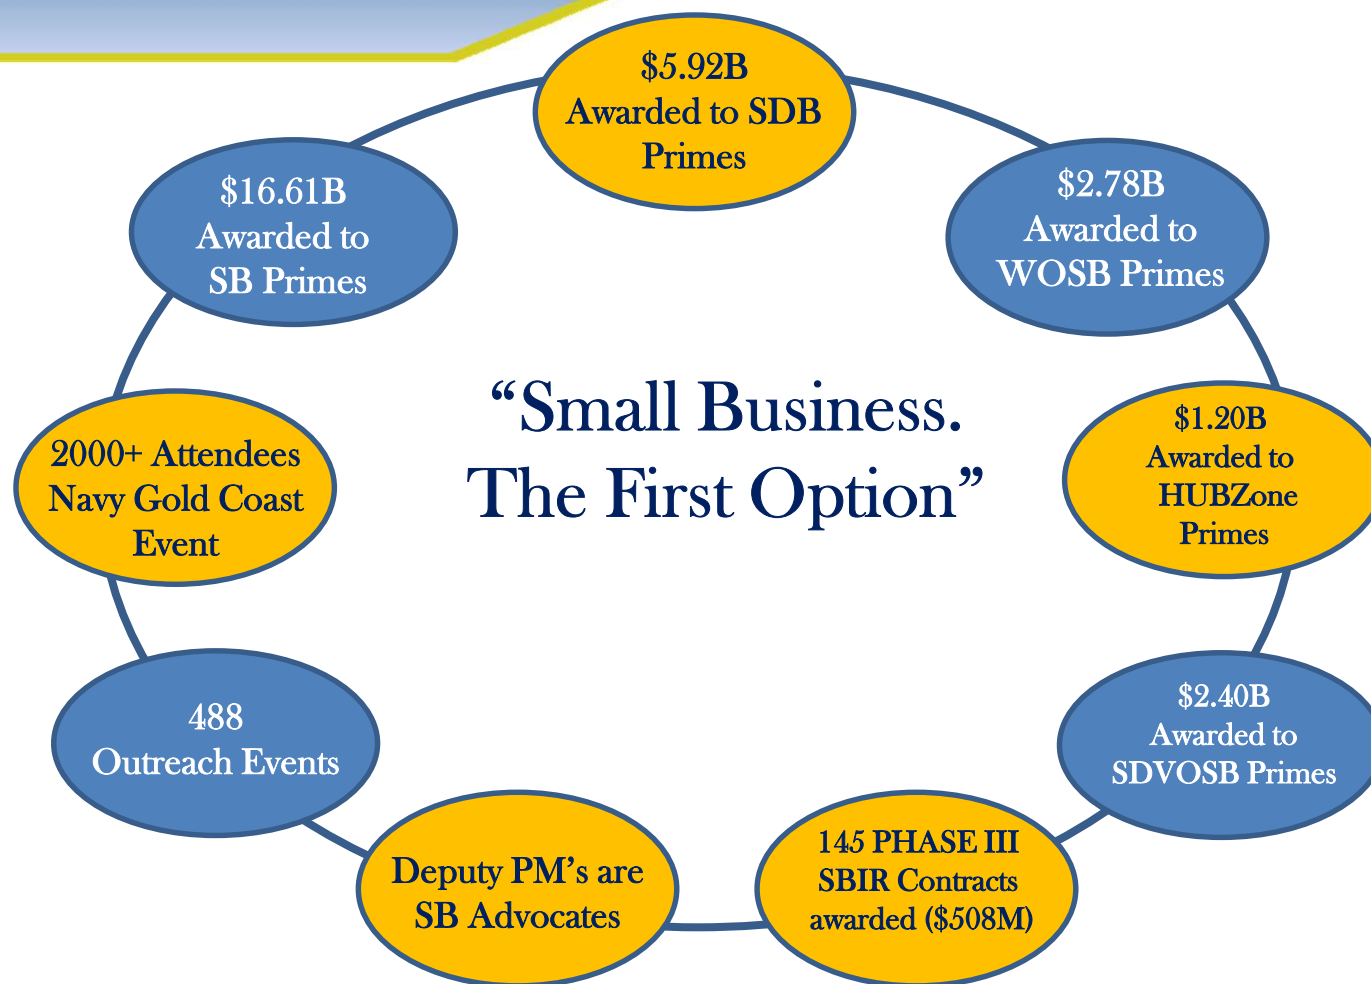 $5.92B
Awarded to SDB
Primes
$16.61B
Awarded to
SB Primes
$2.78B
Awarded to
WOSB Primes
“Small Business.
The First Option”
2000+ Attendees
Navy Gold Coast
Event
$1.20B
Awarded to
HUBZone
Primes
488
Outreach Events
$2.40B
Awarded to
SDVOSB Primes
Deputy PM’s are
SB Advocates
145 PHASE III
SBIR Contracts
awarded ($508M)